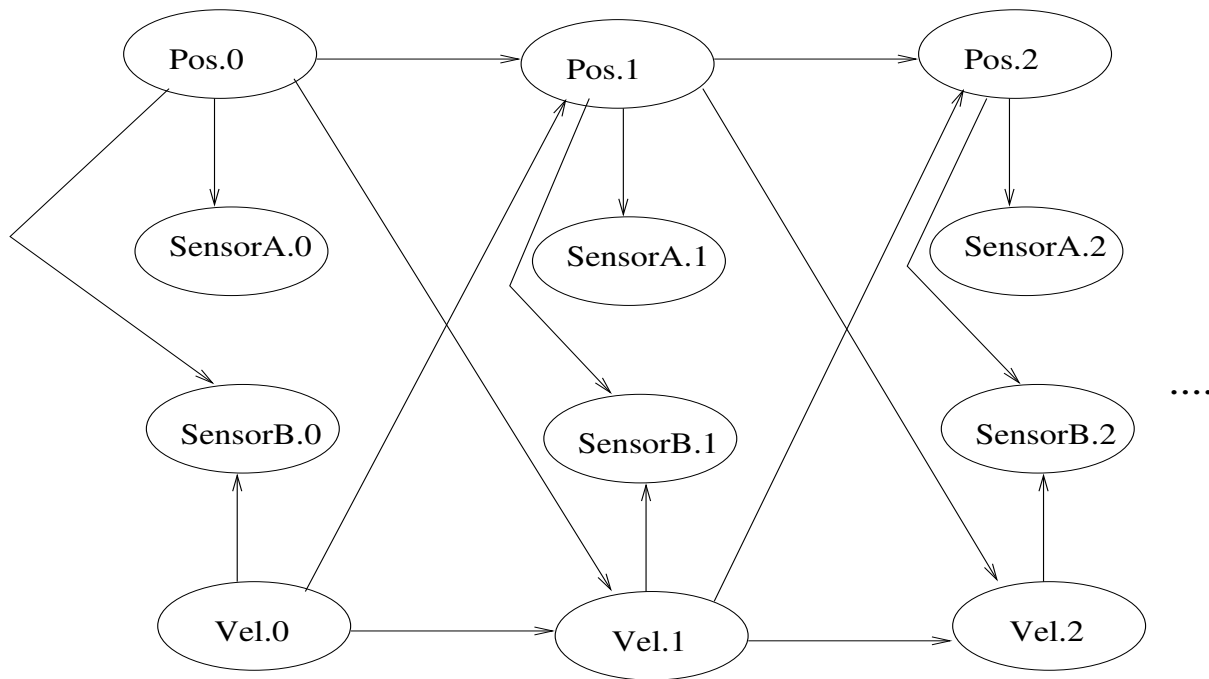 Pos.0
Pos.1
Pos.2
SensorA.0
SensorA.1
SensorA.2
SensorB.0
SensorB.1
SensorB.2
....
Vel.0
Vel.1
Vel.2